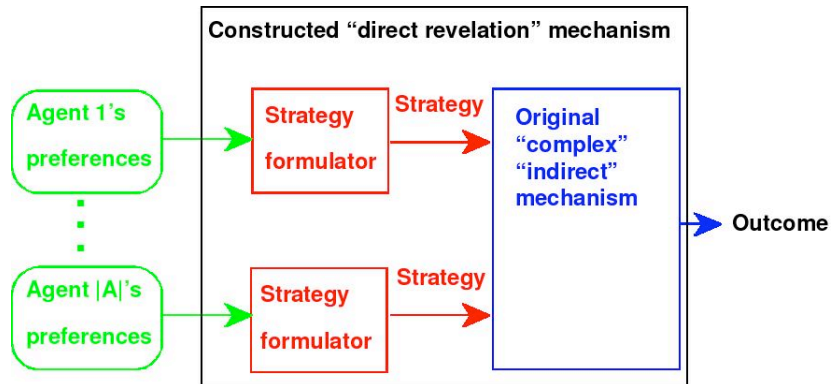 Constructed “direct revelation” mechanism
Agent 1’s
preferences
Strategy
formulator
Strategy
Original
“complex”
“indirect”
mechanism
Outcome
Agent |A|’s
preferences
Strategy
formulator
Strategy